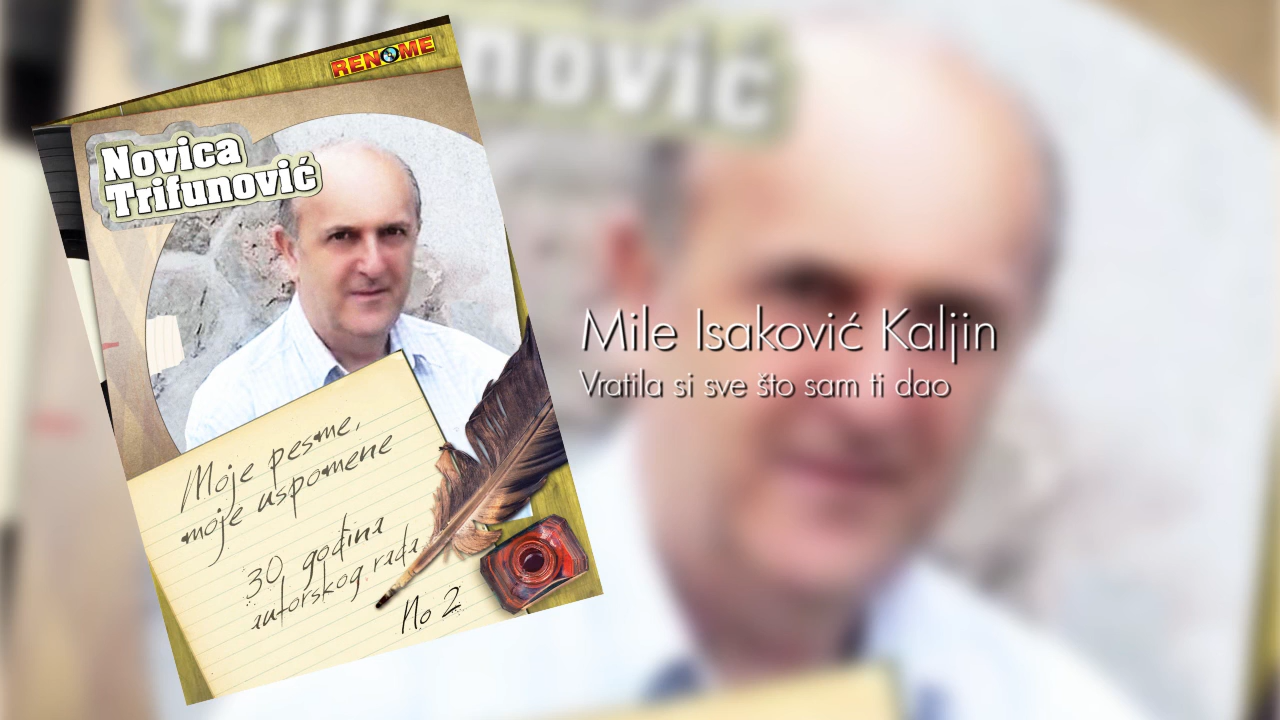 RENOME
Novica
Trifunović
Moje pesme,
moje uspomene
30 godina
autorskog rada
No 2
Mile Isaković Kaljin
Vratila si sve što sam ti dao
unović